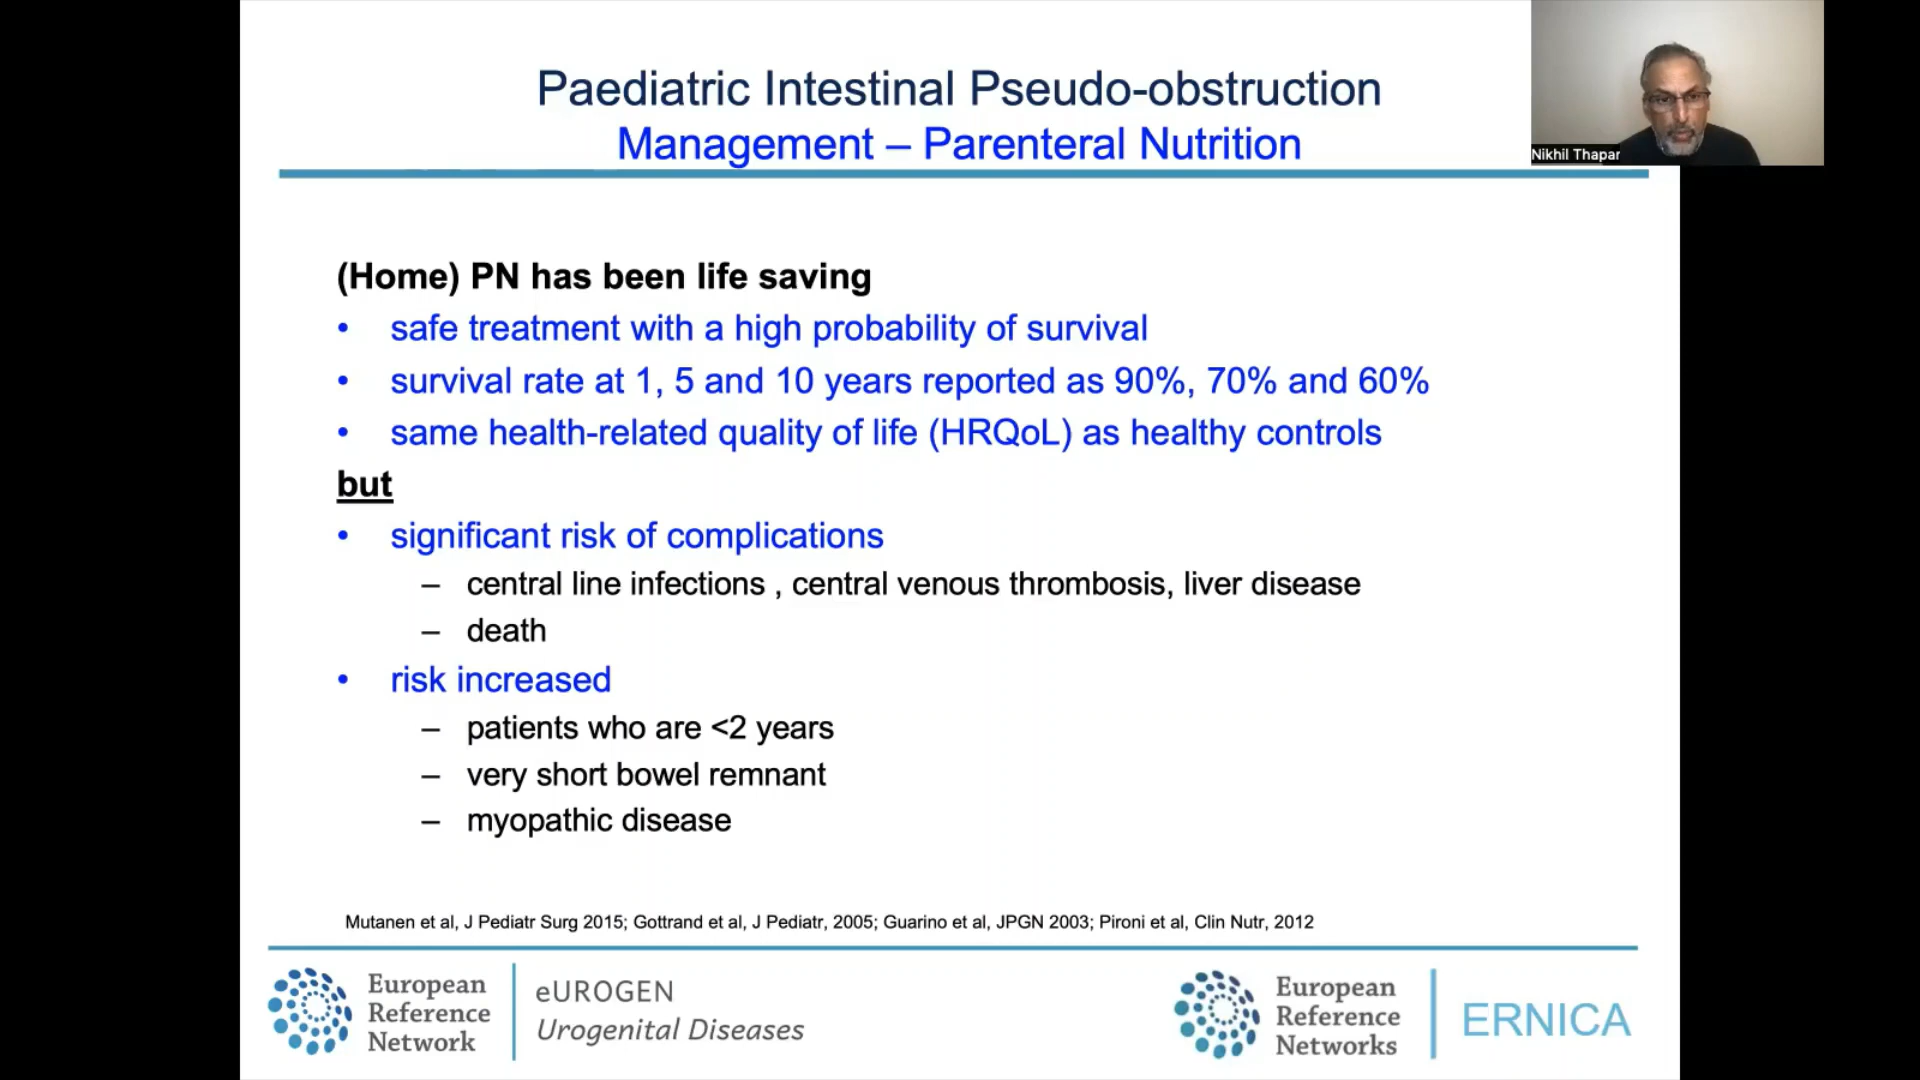 Paediatric Intestinal Pseudo-obstruction
Management – Parenteral Nutrition
Nikhil Thapar
(Home) PN has been life saving
• safe treatment with a high probability of survival
• survival rate at 1, 5 and 10 years reported as 90%, 70% and 60%
• same health-related quality of life (HRQoL) as healthy controls
but
• significant risk of complications
– central line infections , central venous thrombosis, liver disease
– death
• risk increased
– patients who are <2 years
– very short bowel remnant
– myopathic disease
Mutanen et al, J Pediatr Surg 2015; Gottrand et al, J Pediatr, 2005; Guarino et al, JPGN 2003; Pironi et al, Clin Nutr, 2012
European
Reference
Network
eUROGEN
Urogenital Diseases
European
Reference
Networks
ERNICA